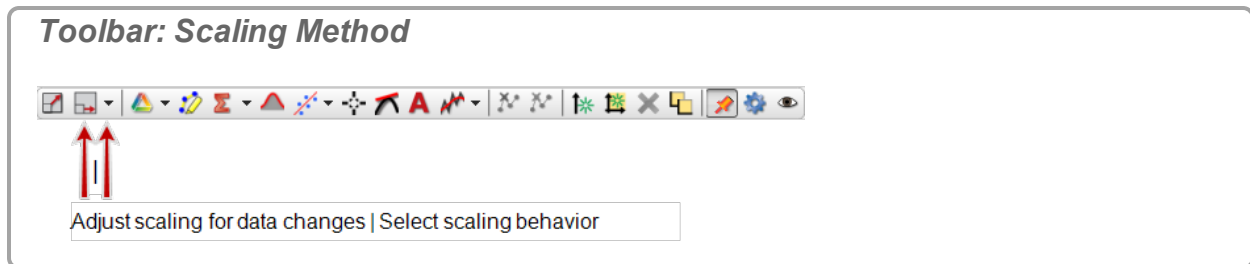 Toolbar: Scaling Method
A
|
Adjust scaling for data changes | Select scaling behavior